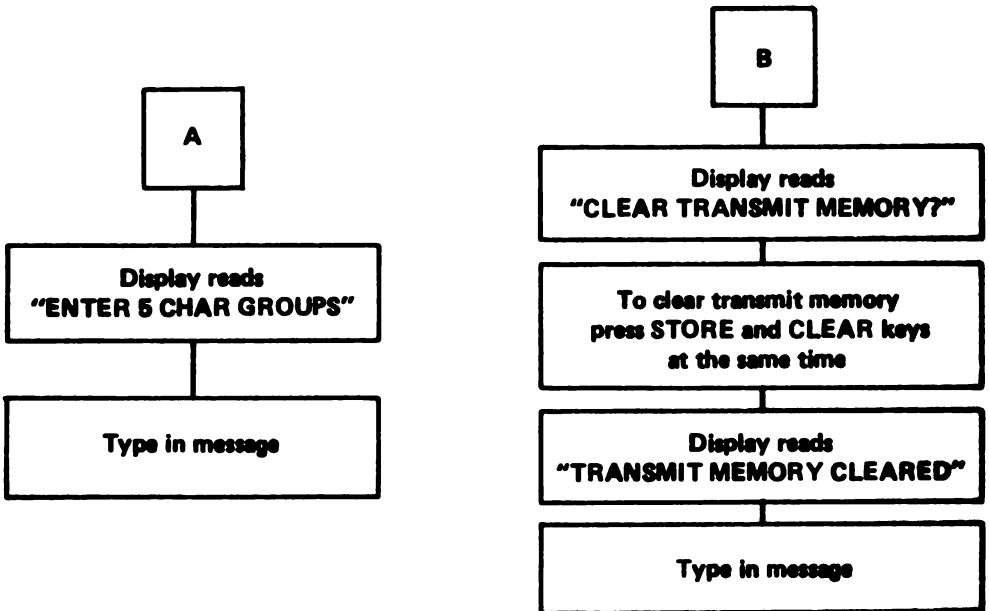 A
Display reads
"ENTER 5 CHAR GROUPS"
Type in message
B
Display reads
"CLEAR TRANSMIT MEMORY?"
To clear transmit memory
press STORE and CLEAR keys
at the same time
Display reads
"TRANSMIT MEMORY CLEARED"
Type in message